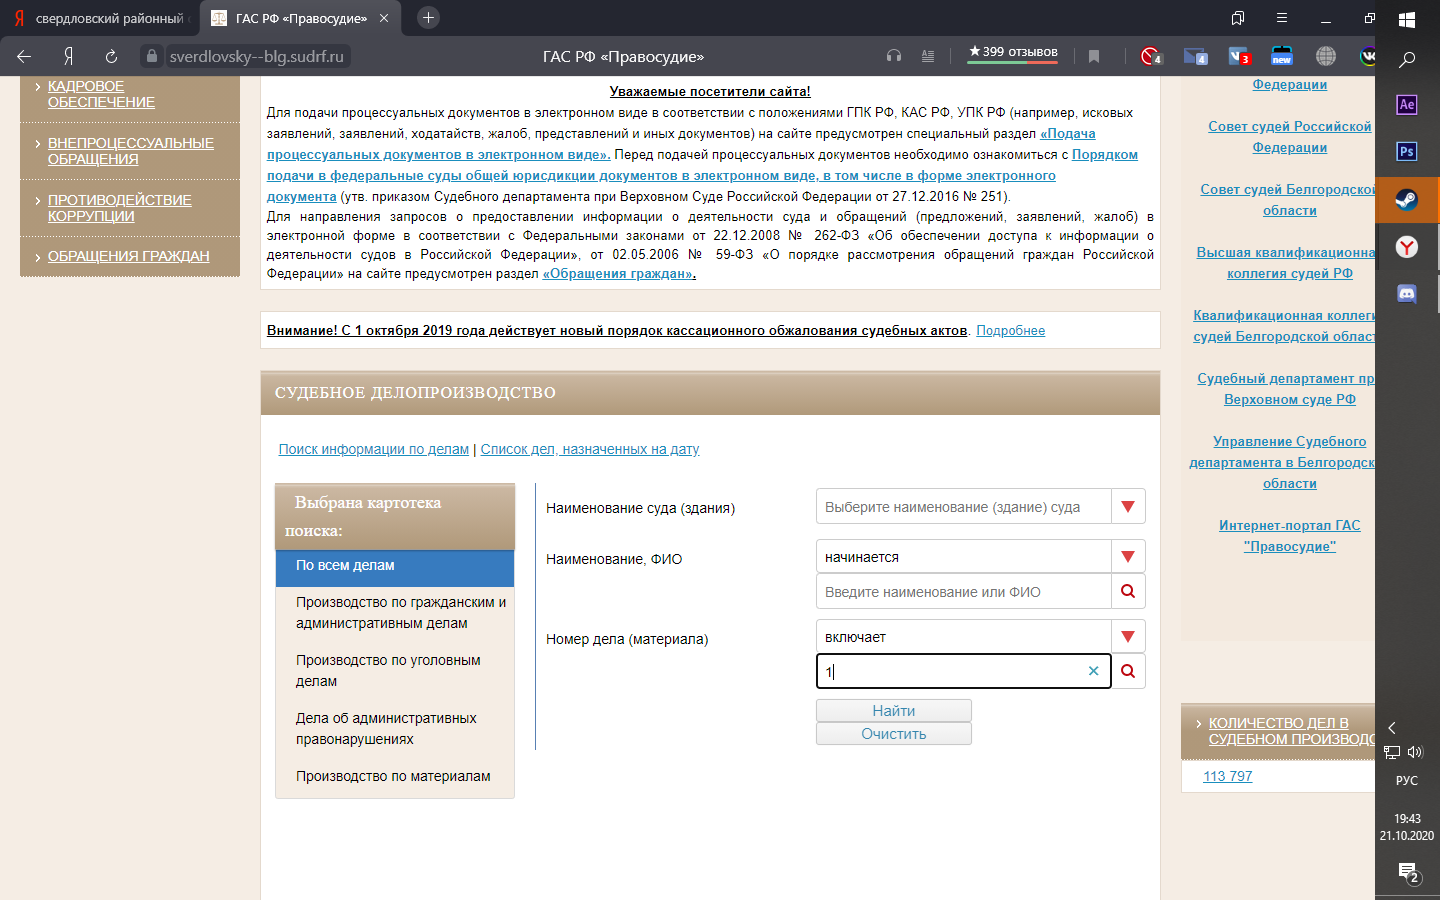 свердловский районный
ГАС РФ «Правосудие»
sverdlovsky--blg.sudrf.ru
ГАС РФ «Правосудие»
★ 399 отзывов
4
4
3
new
КАДРОВОЕ
ОБЕСПЕЧЕНИЕ
ВНЕПРОЦЕССУАЛЬНЫЕ
ОБРАЩЕНИЯ
ПРОТИВОДЕЙСТВИЕ
КОРРУПЦИИ
ОБРАЩЕНИЯ ГРАЖДАН
Уважаемые посетители сайта!
Для подачи процессуальных документов в электронном виде в соответствии с положениями ГПК РФ, КАС РФ, УПК РФ (например, исковых
заявлений, заявлений, ходатайств, жалоб, представлений и иных документов) на сайте предусмотрен специальный раздел «Подача
процессуальных документов в электронном виде». Перед подачей процессуальных документов необходимо ознакомиться с Порядком
подачи в федеральные суды общей юрисдикции документов в электронном виде, в том числе в форме электронного
документа (утв. приказом Судебного департамента при Верховном Суде Российской Федерации от 27.12.2016 № 251).
Для направления запросов о предоставлении информации о деятельности суда и обращений (предложений, заявлений, жалоб) в
электронной форме в соответствии с Федеральными законами от 22.12.2008 № 262-ФЗ «Об обеспечении доступа к информации о
деятельности судов в Российской Федерации», от 02.05.2006 № 59-ФЗ «О порядке рассмотрения обращений граждан Российской
Федерации» на сайте предусмотрен раздел «Обращения граждан».
Внимание! С 1 октября 2019 года действует новый порядок кассационного обжалования судебных актов. Подробнее
СУДЕБНОЕ ДЕЛОПРОИЗВОДСТВО
Поиск информации по делам | Список дел, назначенных на дату
Выбрана картотека
поиска:
По всем делам
Производство по гражданским и
административным делам
Производство по уголовным
делам
Дела об административных
правонарушениях
Производство по материалам
Наименование суда (здания)
Выберите наименование (здание) суда
Наименование, ФИО
начинается
Введите наименование или ФИО
Номер дела (материала)
включает
1
Найти
Очистить
Федерации
Совет судей Российской
Федерации
Совет судей Белгородской
области
Высшая квалификационна
коллегия судей РФ
Квалификационная коллеги
судей Белгородской област
Судебный департамент пр
Верховном суде РФ
Управление Судебного
департамента в Белгородск
области
Интернет-портал ГАС
"Правосудие"
КОЛИЧЕСТВО ДЕЛ В
СУДЕБНОМ ПРОИЗВОДС
113 797
Ae
Ps
РУС
19:43
21.10.2020
2